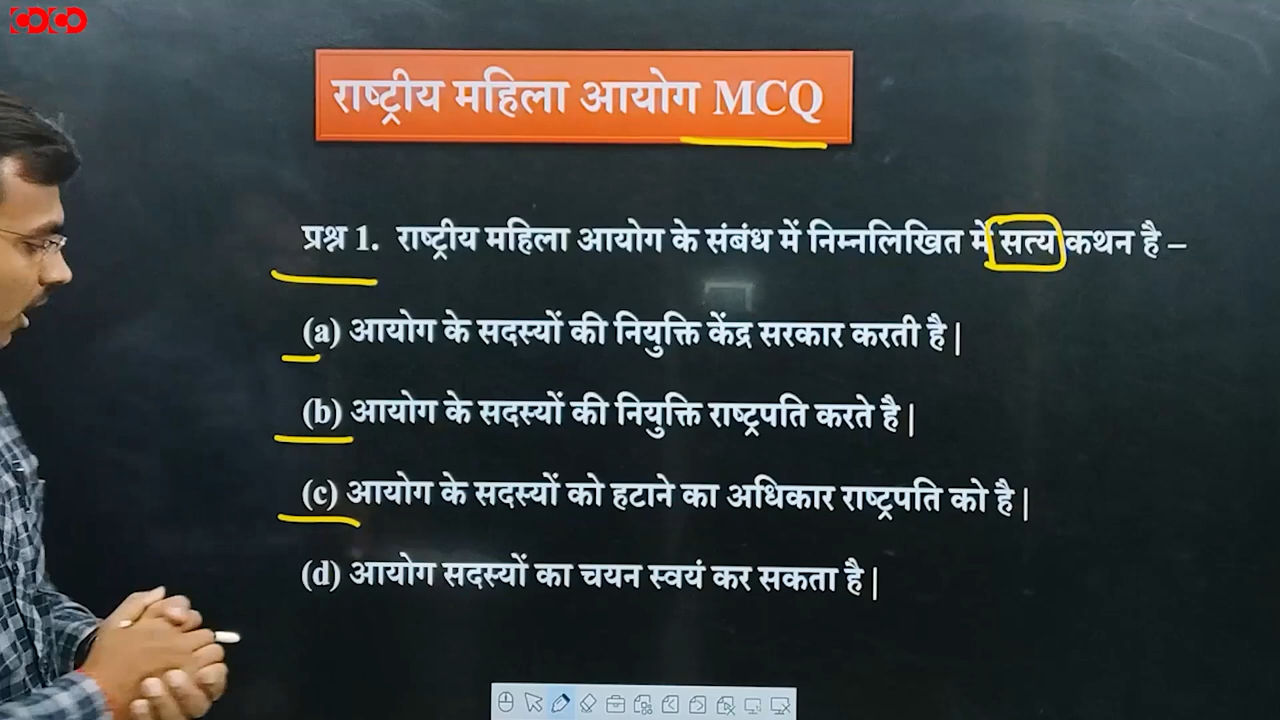 COCO
राष्ट्रीय महिला आयोग MCQ
प्रश्न 1. राष्ट्रीय महिला आयोग के संबंध में निम्नलिखित में सत्य कथन है –
(a) आयोग के सदस्यों की नियुक्ति केंद्र सरकार करती है |
(b) आयोग के सदस्यों की नियुक्ति राष्ट्रपति करते है |
(c) आयोग के सदस्यों को हटाने का अधिकार राष्ट्रपति को है |
(d) आयोग सदस्यों का चयन स्वयं कर सकता है |